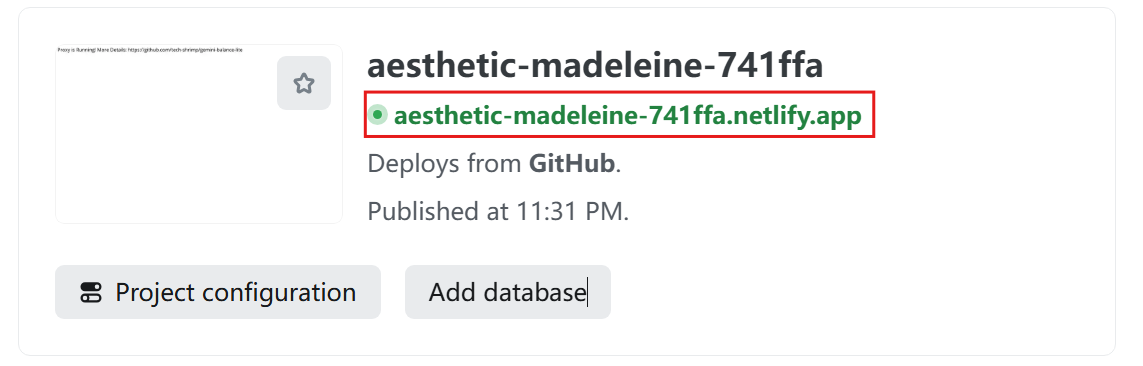 Proxy is Running! More Details: https://github.com/tech-shrimp/gemini-balance-lite
aesthetic-madeleine-741ffa
aesthetic-madeleine-741ffa.netlify.app
Deploys from GitHub.
Published at 11:31 PM.
Project configuration
Add database